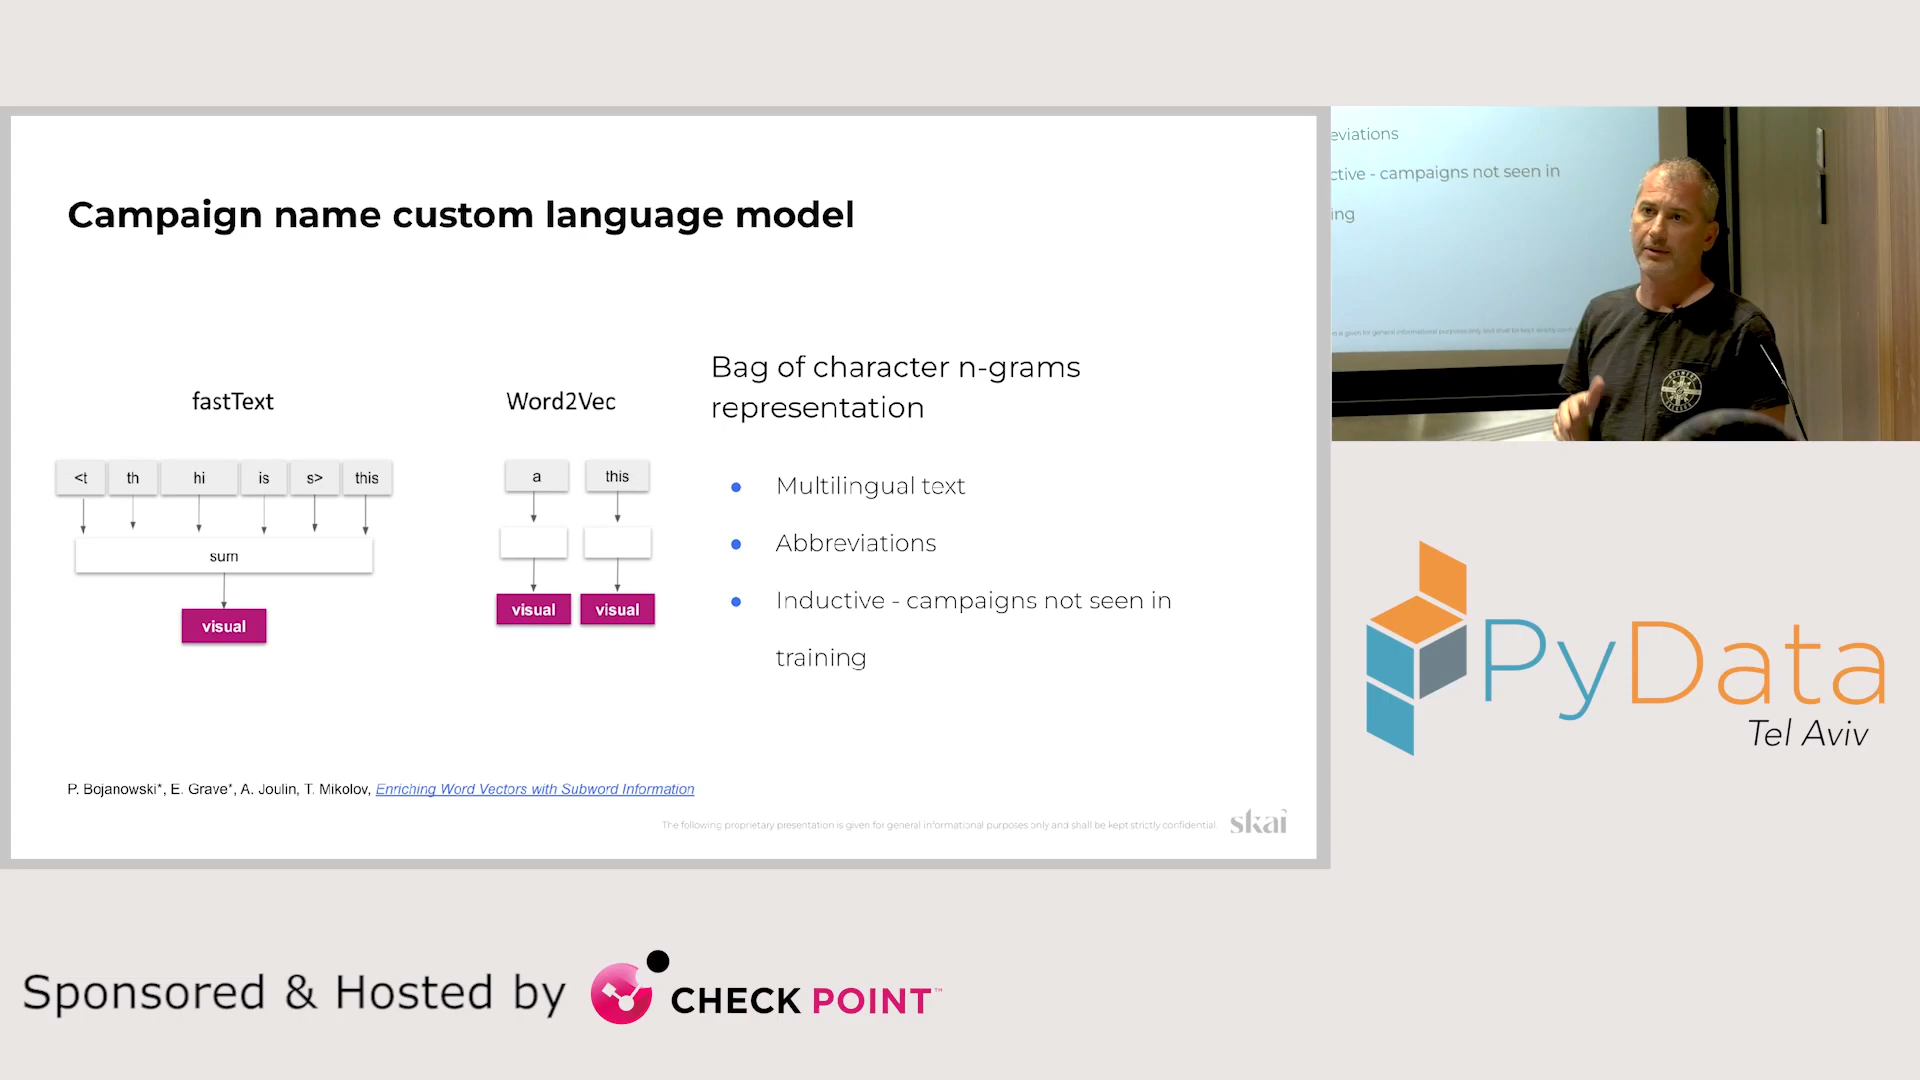 Campaign name custom language model
fastText
<t th hi is s> this
sum
visual
Word2Vec
a this
visual visual
Bag of character n-grams
representation
Multilingual text
Abbreviations
Inductive - campaigns not seen in
training
P. Bojanowski*, E. Grave*, A. Joulin, T. Mikolov, Enriching Word Vectors with Subword Information
The following proprietary presentation is given for general informational purposes only and shall be kept strictly confidential.
skai
eviations
ctive - campaigns not seen in
ing
PyData
Tel Aviv
Sponsored & Hosted by
CHECK POINT™